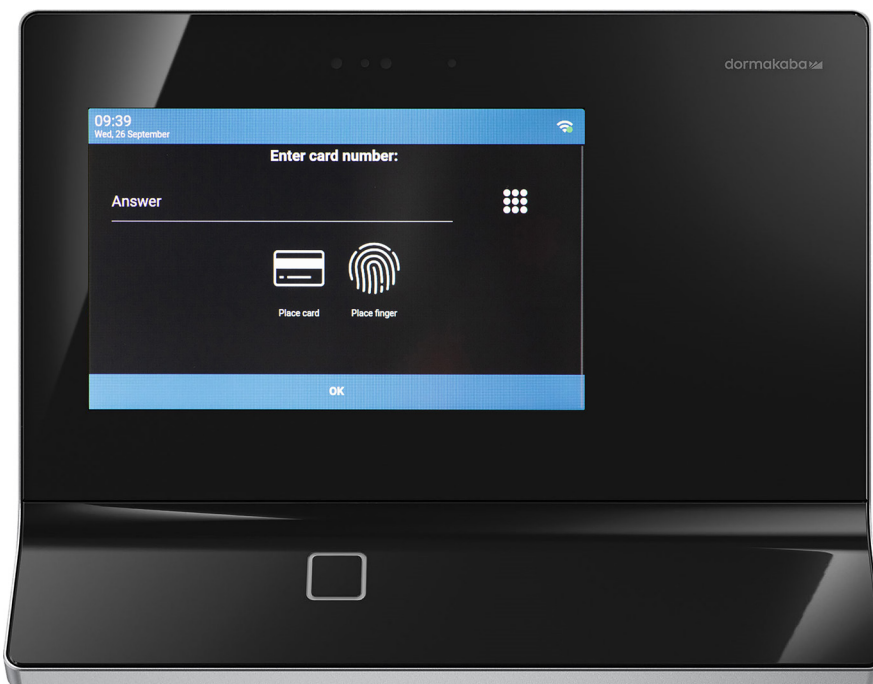 dormakaba
09:39
Wed, 26 September
Enter card number:
Answer
Place card
Place finger
OK